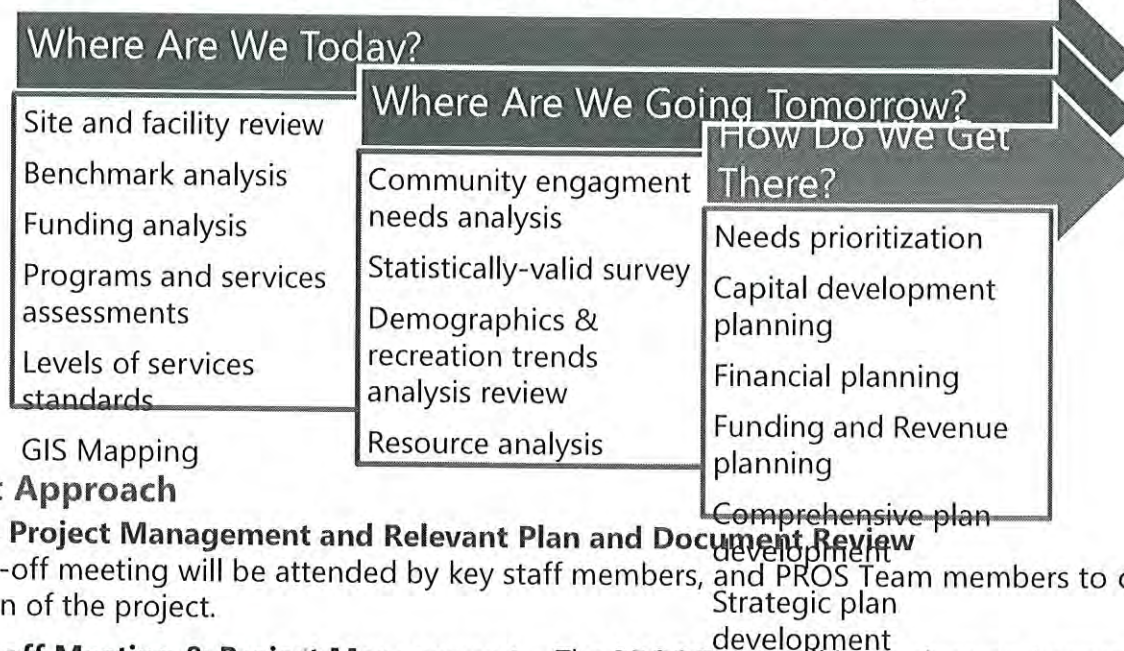 Where Are We Today?
Site and facility review
Benchmark analysis
Funding analysis
Programs and services
assessments
Levels of services
standards
GIS Mapping
Where Are We Going Tomorrow?
Community engagment
needs analysis
Statistically-valid survey
Demographics &
recreation trends
analysis review
Resource analysis
How Do We Get
There?
Needs prioritization
Capital development
planning
Financial planning
Funding and Revenue
planning
Comprehensive plan
development
Strategic plan
development
Approach
Project Management and Relevant Plan and Document Review
-off meeting will be attended by key staff members, and PROS Team members to
n of the project.